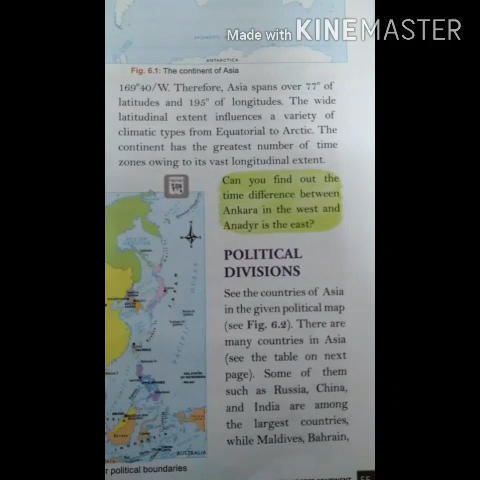 Made with KINEMASTER
ANTARCTICA
Fig. 6.1: The continent of Asia
169°40/W. Therefore, Asia spans over 77° of
latitudes and 195° of longitudes. The wide
latitudinal extent influences a variety of
climatic types from Equatorial to Arctic. The
continent has the greatest number of time
zones owing to its vast longitudinal extent.
Can you find out the
time difference between
Ankara in the west and
Anadyr is the east?
POLITICAL
DIVISIONS
See the countries of Asia
in the given political map
(see Fig. 6.2). There are
many countries in Asia
(see the table on next
page). Some of them
such as Russia, China,
and India are among
the largest countries,
while Maldives, Bahrain,
AUSTRALIA
political boundaries